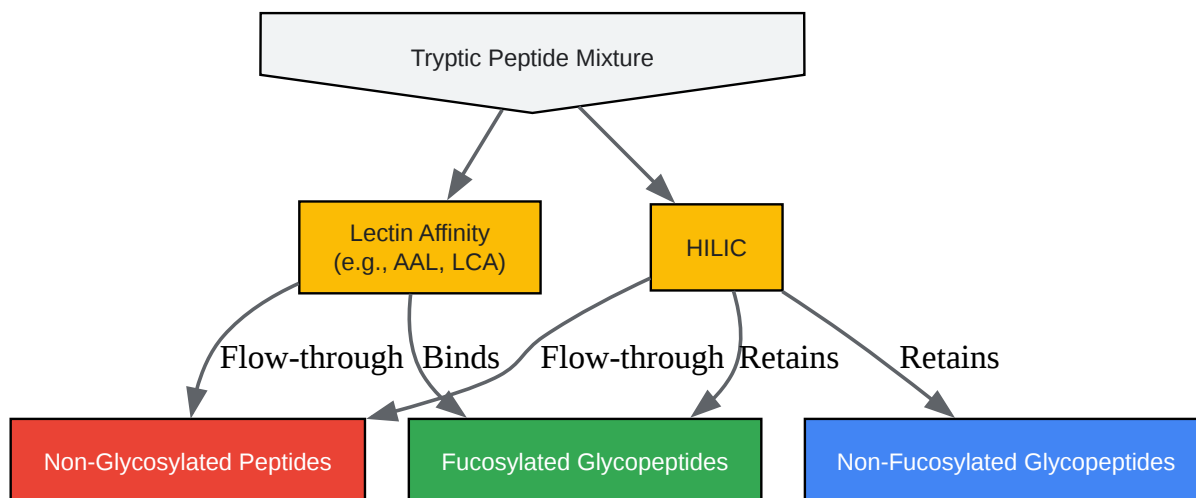 Tryptic Peptide Mixture
Lectin Affinity
(e.g., AAL, LCA)
HILIC
Flow-through
Binds
Flow-through
Retains
Retains
Non-Glycosylated Peptides
Fucosylated Glycopeptides
Non-Fucosylated Glycopeptides